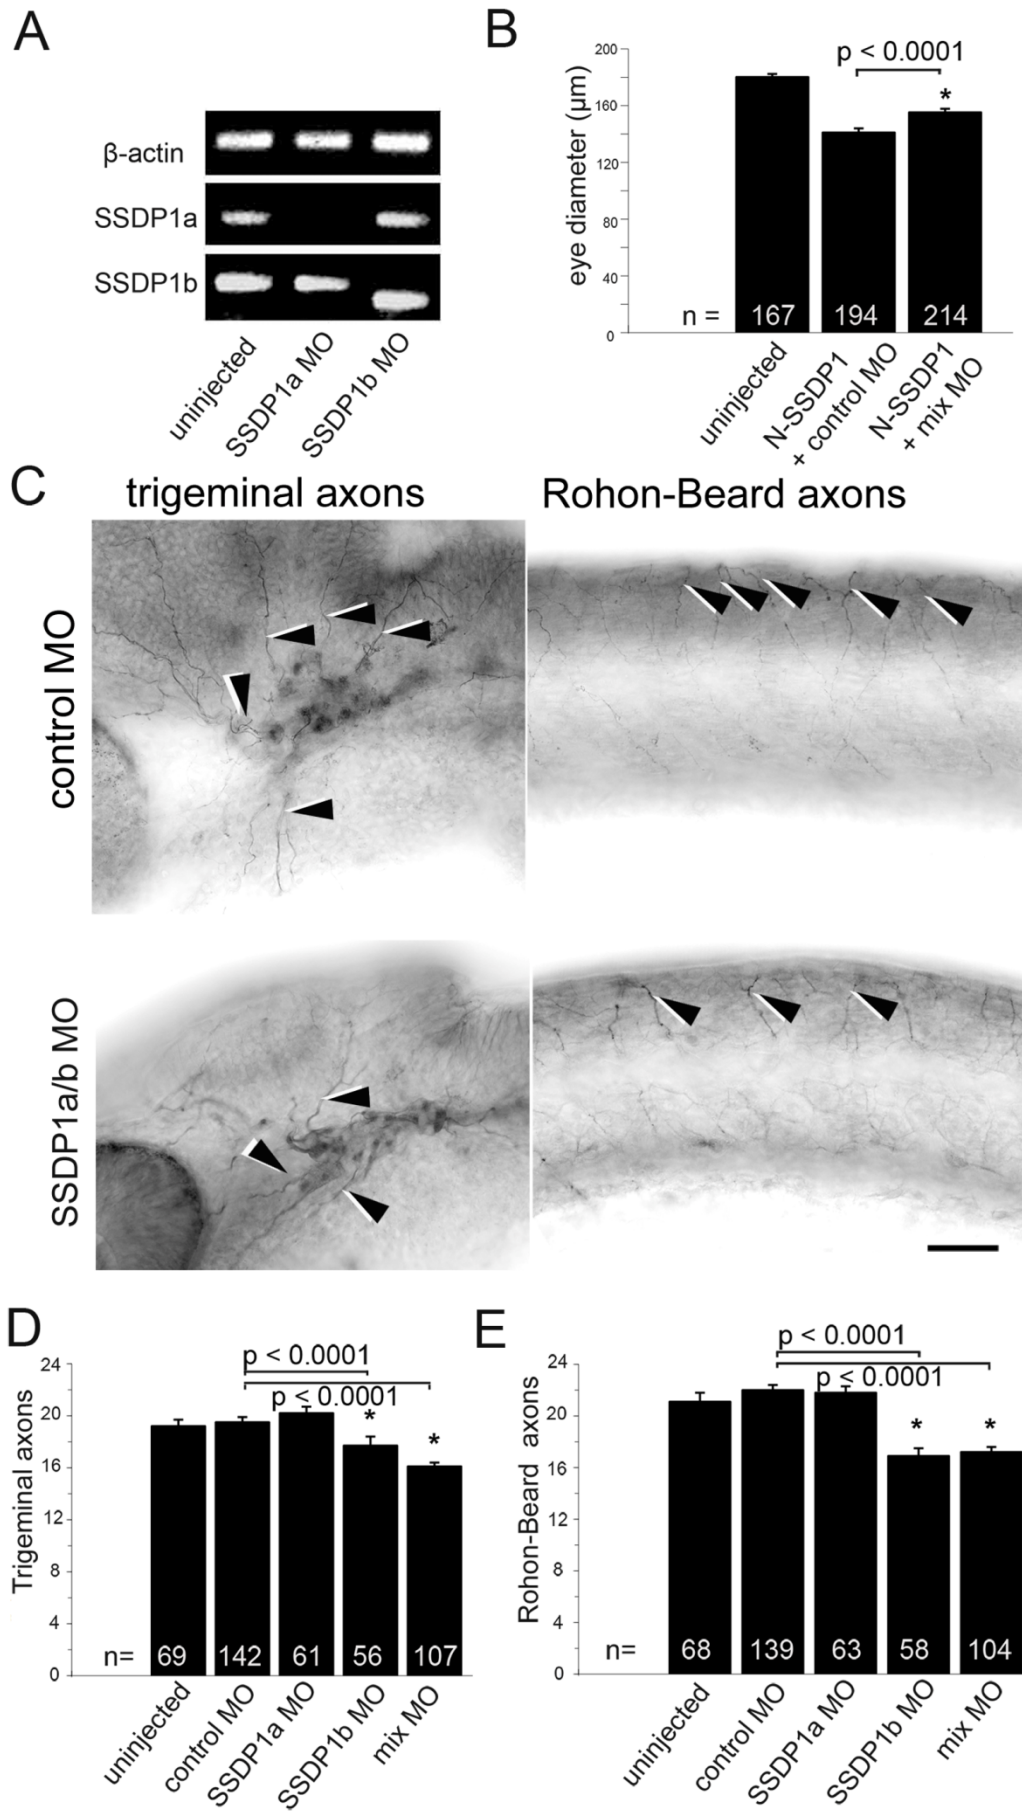 A
β-actin
SSDP1a
SSDP1b
uninjected
SSDP1a MO
SSDP1b MO
B
eye diameter (µm)
200
160
120
80
40
0
p < 0.0001
*
n =
167
194
214
uninjected
N-SSDP1
+ control MO
N-SSDP1
+ mix MO
C
trigeminal axons
Rohon-Beard axons
control MO
SSDP1a/b MO
D
Trigeminal axons
24
20
16
12
8
4
0
p < 0.0001
p < 0.0001
*
*
n=
69
142
61
56
107
uninjected
control MO
SSDP1a MO
SSDP1b MO
mix MO
E
Rohon-Beard axons
24
20
16
12
8
4
0
p < 0.0001
p < 0.0001
*
*
n=
68
139
63
58
104
uninjected
control MO
SSDP1a MO
SSDP1b MO
mix MO